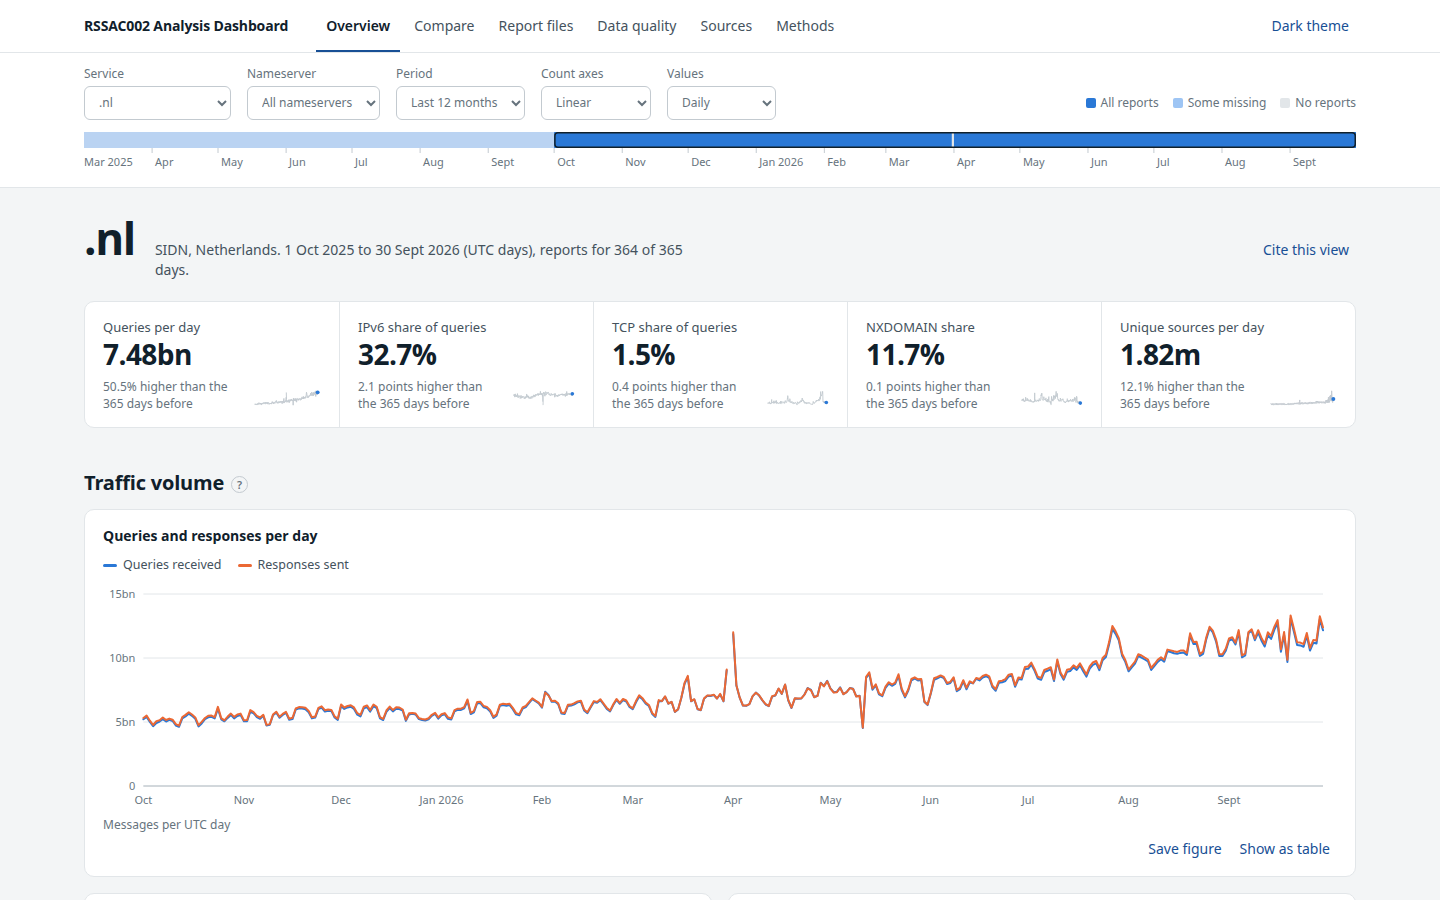 RSSAC002 Analysis Dashboard Overview Compare Report files Data quality Sources Methods Dark theme
Service Nameserver Period Count axes Values
.nl All nameservers Last 12 months Linear Daily All reports Some missing No reports
Mar 2025 Apr May Jun Jul Aug Sept Oct Nov Dec Jan 2026 Feb Mar Apr May Jun Jul Aug Sept
.nl SIDN, Netherlands. 1 Oct 2025 to 30 Sept 2026 (UTC days), reports for 364 of 365 days. Cite this view
Queries per day
7.48bn
50.5% higher than the
365 days before
IPv6 share of queries
32.7%
2.1 points higher than
the 365 days before
TCP share of queries
1.5%
0.4 points higher than
the 365 days before
NXDOMAIN share
11.7%
0.1 points higher than
the 365 days before
Unique sources per day
1.82m
12.1% higher than the
365 days before
Traffic volume ?
Queries and responses per day
Queries received Responses sent
15bn
10bn
5bn
0
Oct Nov Dec Jan 2026 Feb Mar Apr May Jun Jul Aug Sept
Messages per UTC day
Save figure Show as table